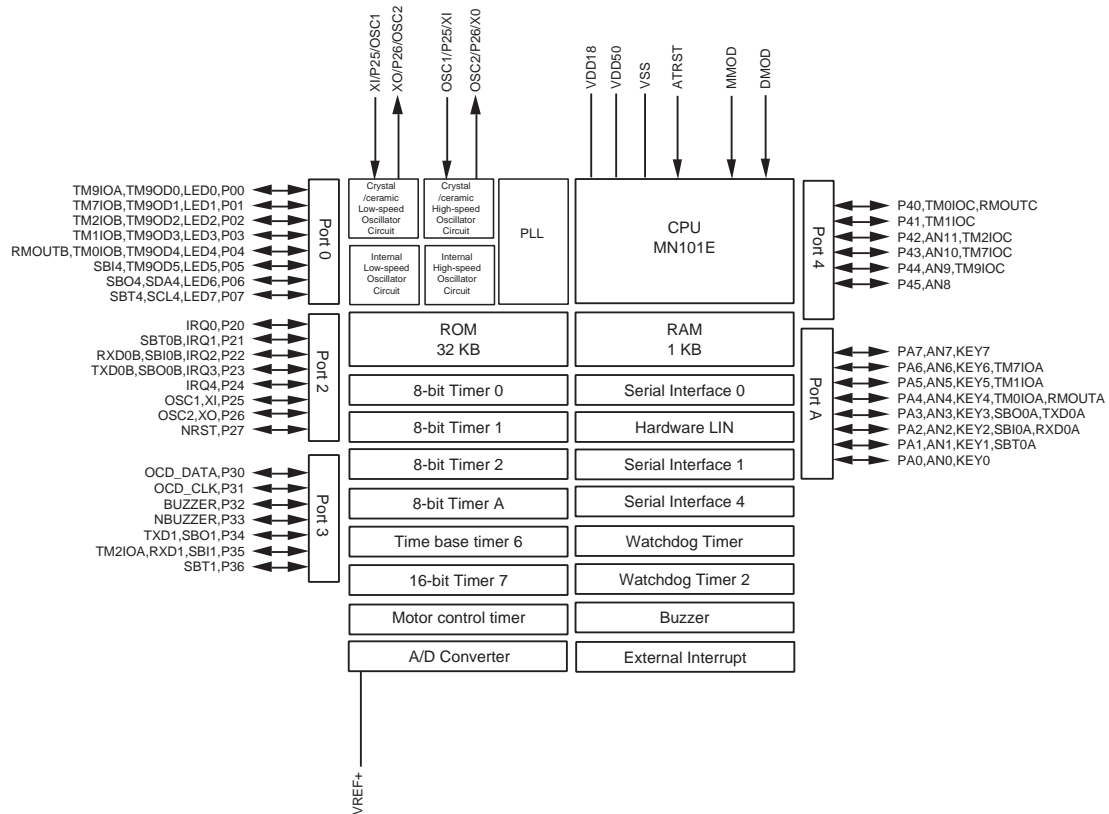 XI/P25/OSC1
XO/P26/OSC2
OSC1/P25/XI
OSC2/P26/X0
VDD18
VDD50
VSS
ATRST
MMOD
DMOD
TM9IOA,TM9OD0,LED0,P00
TM7IOB,TM9OD1,LED1,P01
TM2IOB,TM9OD2,LED2,P02
TM1IOB,TM9OD3,LED3,P03
RMOUTB,TM0IOB,TM9OD4,LED4,P04
SBI4,TM9OD5,LED5,P05
SBO4,SDA4,LED6,P06
SBT4,SCL4,LED7,P07
Port 0
Crystal
/ceramic
Low-speed
Oscillator
Circuit
Crystal
/ceramic
High-speed
Oscillator
Circuit
Internal
Low-speed
Oscillator
Circuit
Internal
High-speed
Oscillator
Circuit
PLL
CPU
MN101E
Port 4
P40,TM0IOC,RMOUTC
P41,TM1IOC
P42,AN11,TM2IOC
P43,AN10,TM7IOC
P44,AN9,TM9IOC
P45,AN8
IRQ0,P20
SBT0B,IRQ1,P21
RXD0B,SBI0B,IRQ2,P22
TXD0B,SBO0B,IRQ3,P23
IRQ4,P24
OSC1,XI,P25
OSC2,XO,P26
NRST,P27
Port 2
ROM
32 KB
RAM
1 KB
8-bit Timer 0
Serial Interface 0
8-bit Timer 1
Hardware LIN
8-bit Timer 2
Serial Interface 1
8-bit Timer A
Serial Interface 4
Time base timer 6
Watchdog Timer
16-bit Timer 7
Watchdog Timer 2
Motor control timer
Buzzer
A/D Converter
External Interrupt
Port A
PA7,AN7,KEY7
PA6,AN6,KEY6,TM7IOA
PA5,AN5,KEY5,TM1IOA
PA4,AN4,KEY4,TM0IOA,RMOUTA
PA3,AN3,KEY3,SBO0A,TXD0A
PA2,AN2,KEY2,SBI0A,RXD0A
PA1,AN1,KEY1,SBT0A
PA0,AN0,KEY0
OCD_DATA,P30
OCD_CLK,P31
BUZZER,P32
NBUZZER,P33
TXD1,SBO1,P34
TM2IOA,RXD1,SBI1,P35
SBT1,P36
Port 3
VREF+